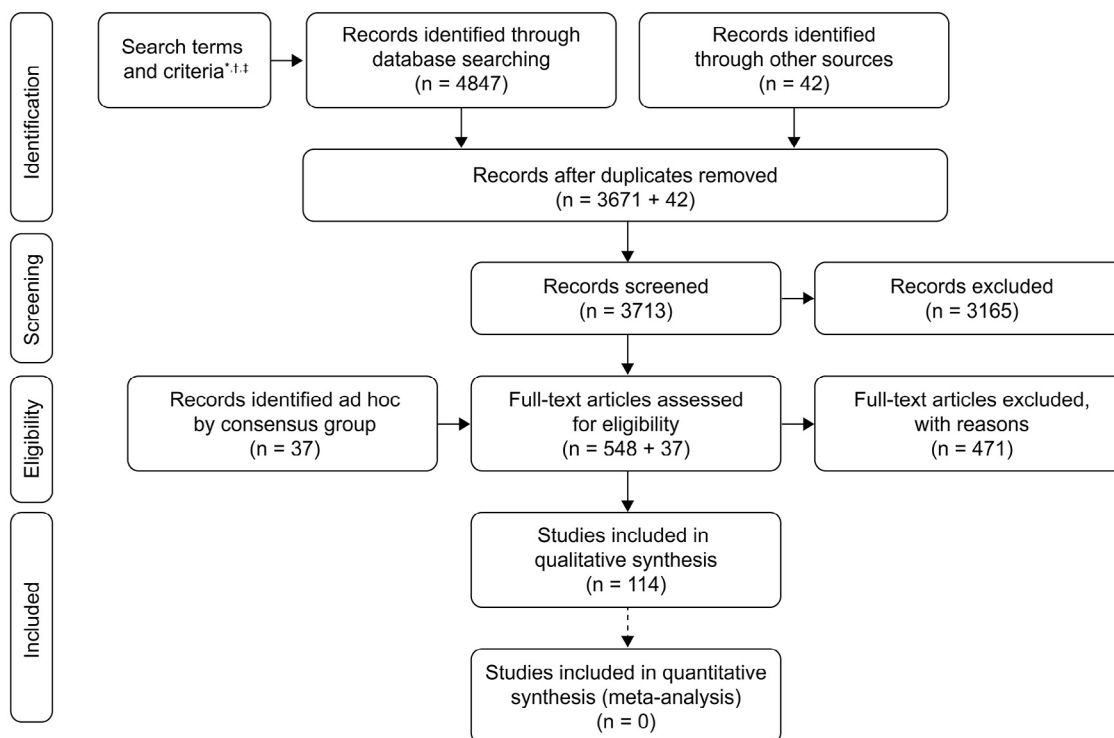 Identification
Search terms
and criteria*,†,‡
Records identified through
database searching
(n = 4847)
Records identified
through other sources
(n = 42)
Records after duplicates removed
(n = 3671 + 42)
Screening
Records screened
(n = 3713)
Records excluded
(n = 3165)
Eligibility
Records identified ad hoc
by consensus group
(n = 37)
Full-text articles assessed
for eligibility
(n = 548 + 37)
Full-text articles excluded,
with reasons
(n = 471)
Included
Studies included in
qualitative synthesis
(n = 114)
Studies included in quantitative
synthesis (meta-analysis)
(n = 0)